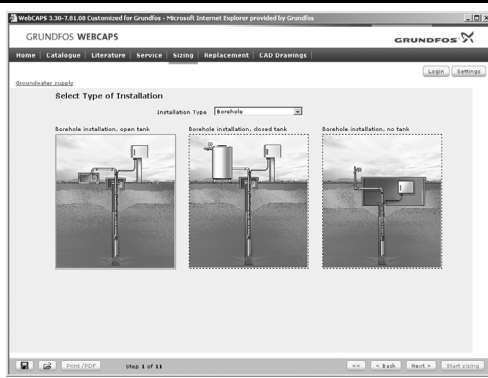 WebCAPS 3.30-7.81.08 Customized for Grundfos - Microsoft Internet Explorer provided by Grundfos
GRUNDFOS WEBCAPS
GRUNDFOS
Home Catalogue Literature Service Sizing Replacement CAD Drawings
Login Settings
Groundwater supply
Select Type of Installation
Installation Type Borehole
Borehole installation, open tank Borehole installation, closed tank Borehole installation, no tank
Print/PDF Step 1 of 11 << < Back Next > Start sizing